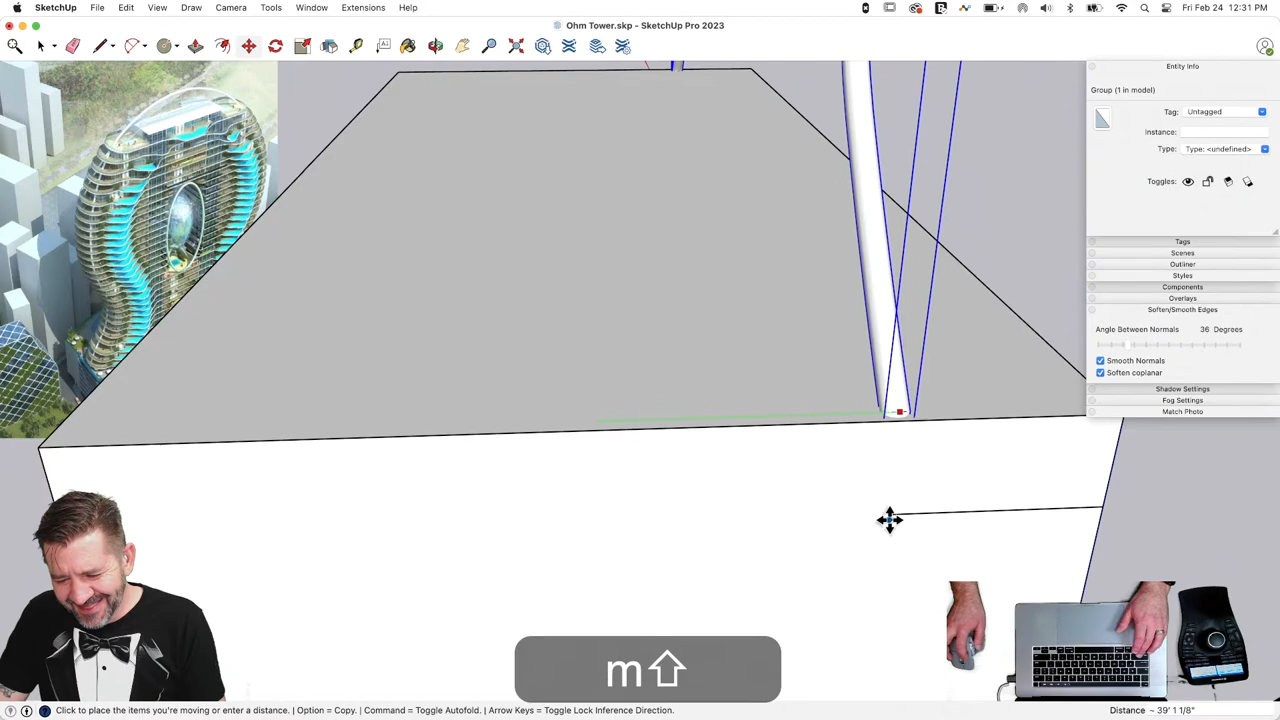 SketchUp File Edit View Draw Camera Tools Window Extensions Help Fri Feb 24 12:31 PM
Ohm Tower.skp - SketchUp Pro 2023
Entity Info
Group (1 in model)
Tag: Untagged
Instance:
Type: Type: <undefined>
Toggles:
Tags
Scenes
Outliner
Styles
Components
Overlays
Soften/Smooth Edges
Angle Between Normals 36 Degrees
Smooth Normals
Soften coplanar
Shadow Settings
Fog Settings
Match Photo
m⇧
Click to place the items you're moving or enter a distance. | Option = Copy. | Command = Toggle Autofold. | Arrow Keys = Toggle Lock Inference Direction. Distance ~ 39' 1 1/8"